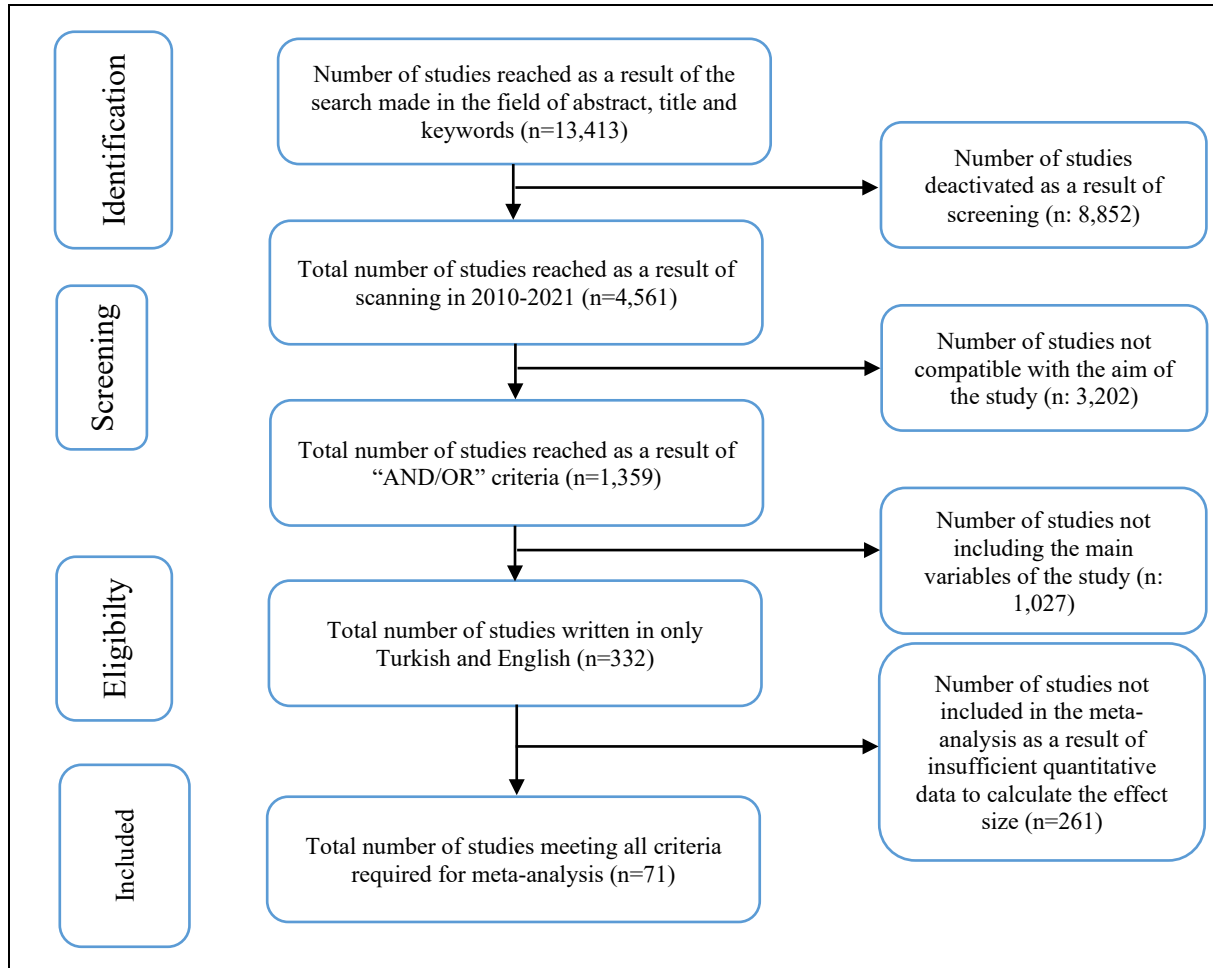 Identification
Number of studies reached as a result of the
search made in the field of abstract, title and
keywords (n=13,413)
Number of studies
deactivated as a result of
screening (n: 8,852)
Screening
Total number of studies reached as a result of
scanning in 2010-2021 (n=4,561)
Number of studies not
compatible with the aim of
the study (n: 3,202)
Total number of studies reached as a result of
“AND/OR” criteria (n=1,359)
Number of studies not
including the main
variables of the study (n:
1,027)
Eligibilty
Total number of studies written in only
Turkish and English (n=332)
Number of studies not
included in the meta-
analysis as a result of
insufficient quantitative
data to calculate the effect
size (n=261)
Included
Total number of studies meeting all criteria
required for meta-analysis (n=71)